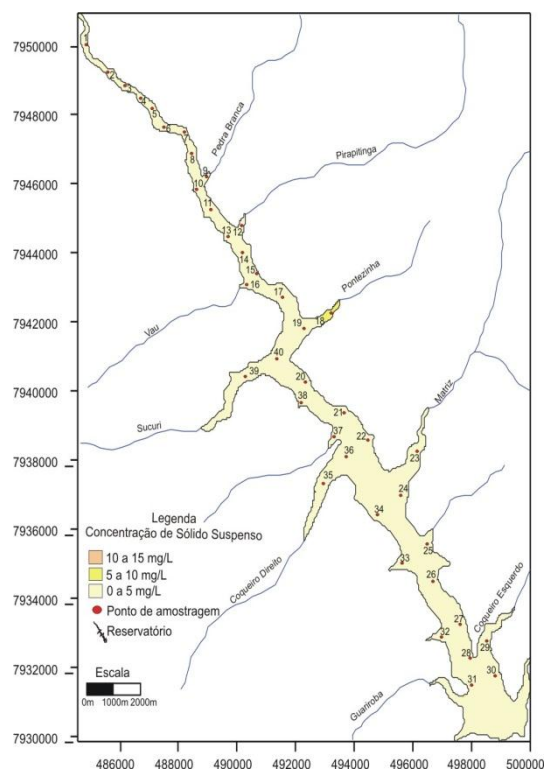 7950000
7948000
7946000
7944000
7942000
7940000
7938000
7936000
7934000
7932000
7930000
1
2
3
4
5
6
7
8
9
10
11
12
13
14
15
16
17
18
19
40
39
20
38
21
22
37
36
23
35
24
34
25
33
26
27
32
28
29
30
31
Pedra Branca
Pirapitinga
Pontezinha
Vau
Sucuri
Matriz
Coqueiro Direito
Coqueiro Esquerdo
Guariroba
Legenda
Concentração de Sólido Suspenso
10 a 15 mg/L
5 a 10 mg/L
0 a 5 mg/L
Ponto de amostragem
Reservatório
Escala
0m 1000m 2000m
486000 488000 490000 492000 494000 496000 498000 500000